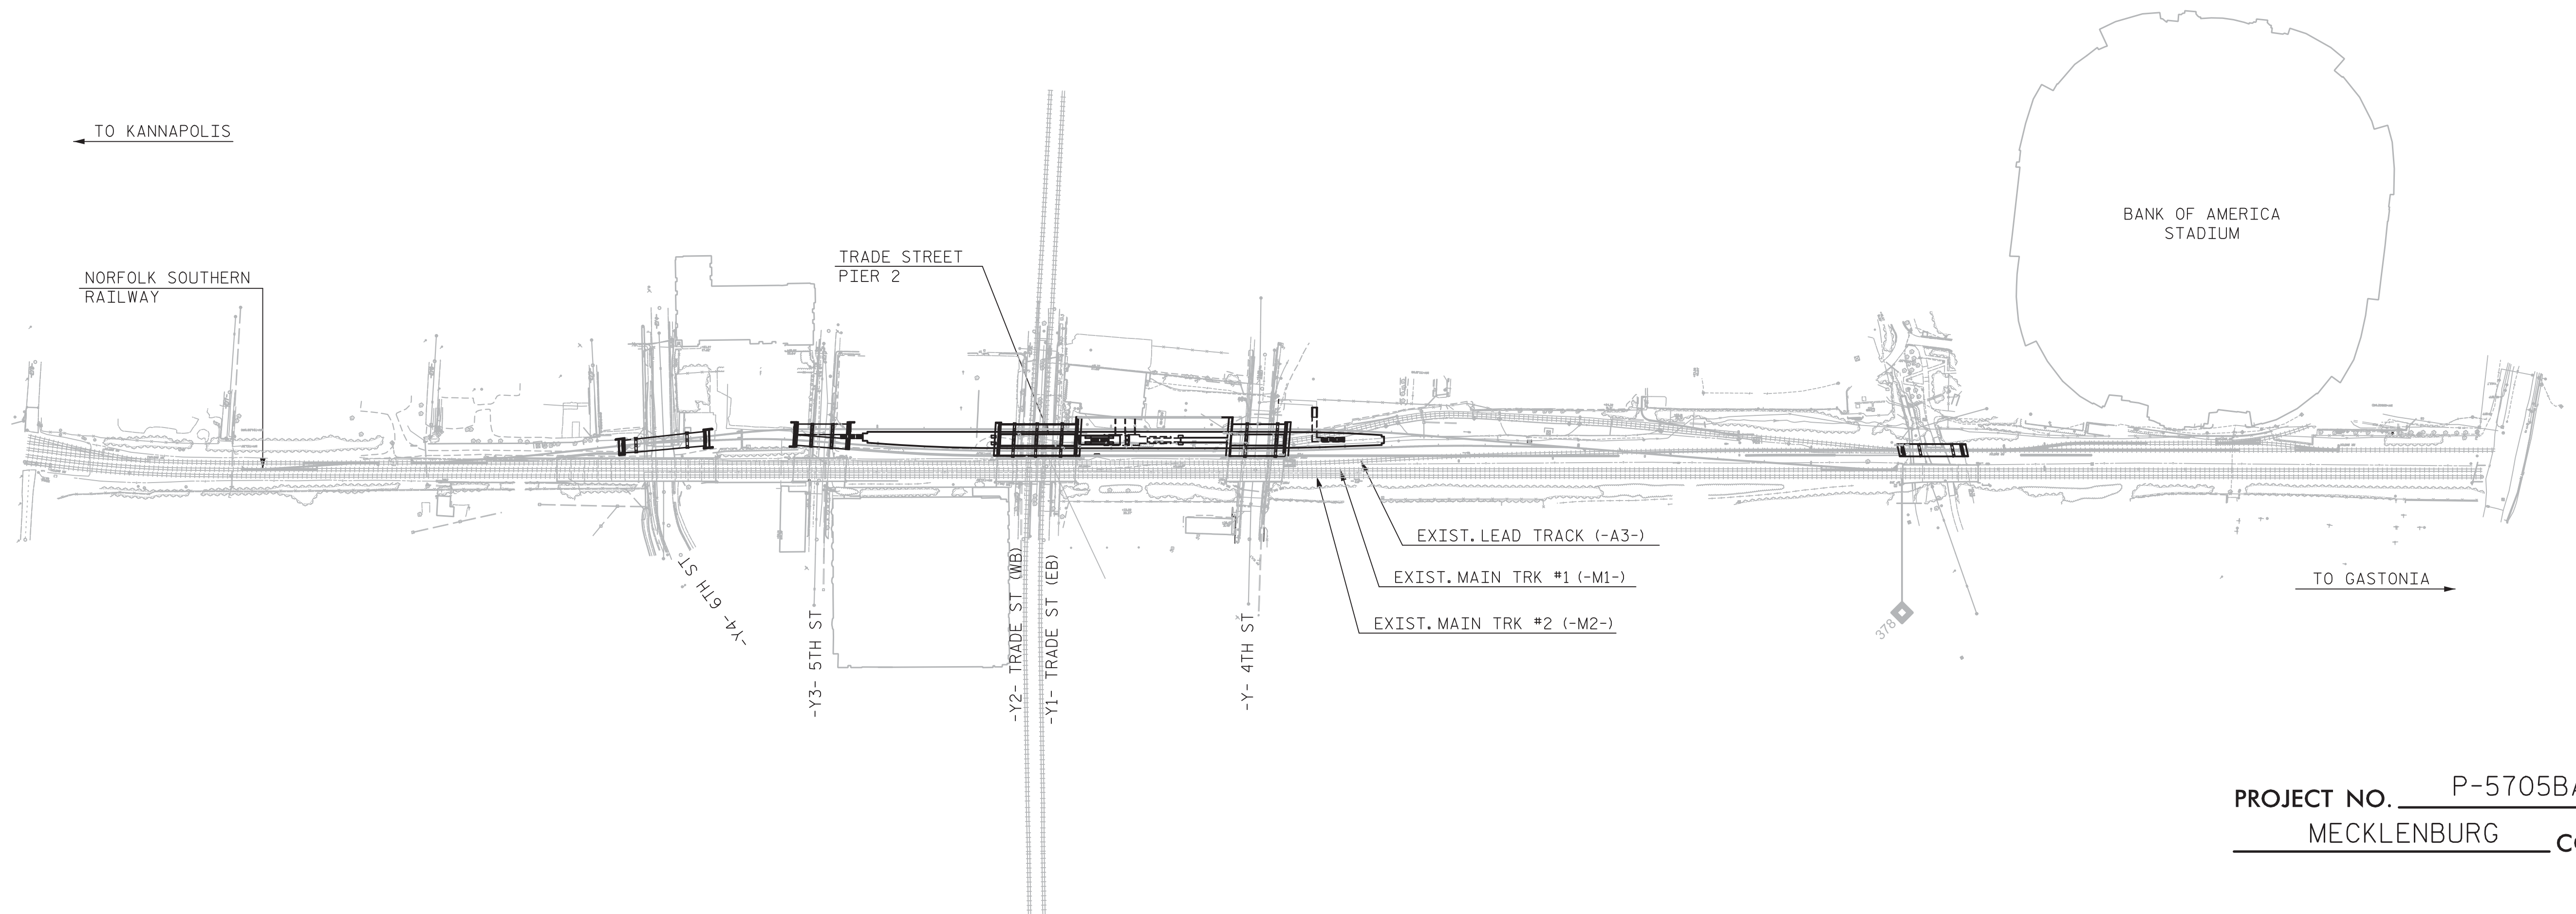 BANK OF AMERICA
STADIUM
TO KANNAPOLIS
TRADE STREET
PIER 2
NORFOLK SOUTHERN
RAILWAY
EXIST. LEAD TRACK (-A3-)
EXIST. MAIN TRK #1 (-M1-)
EXIST. MAIN TRK #2 (-M2-)
TO GASTONIA
-Y4- 6TH ST
-Y3- 5TH ST
-Y2- TRADE ST (WB)
-Y1- TRADE ST (EB)
-Y- 4TH ST
378
PROJECT NO. P-5705BA
MECKLENBURG CO